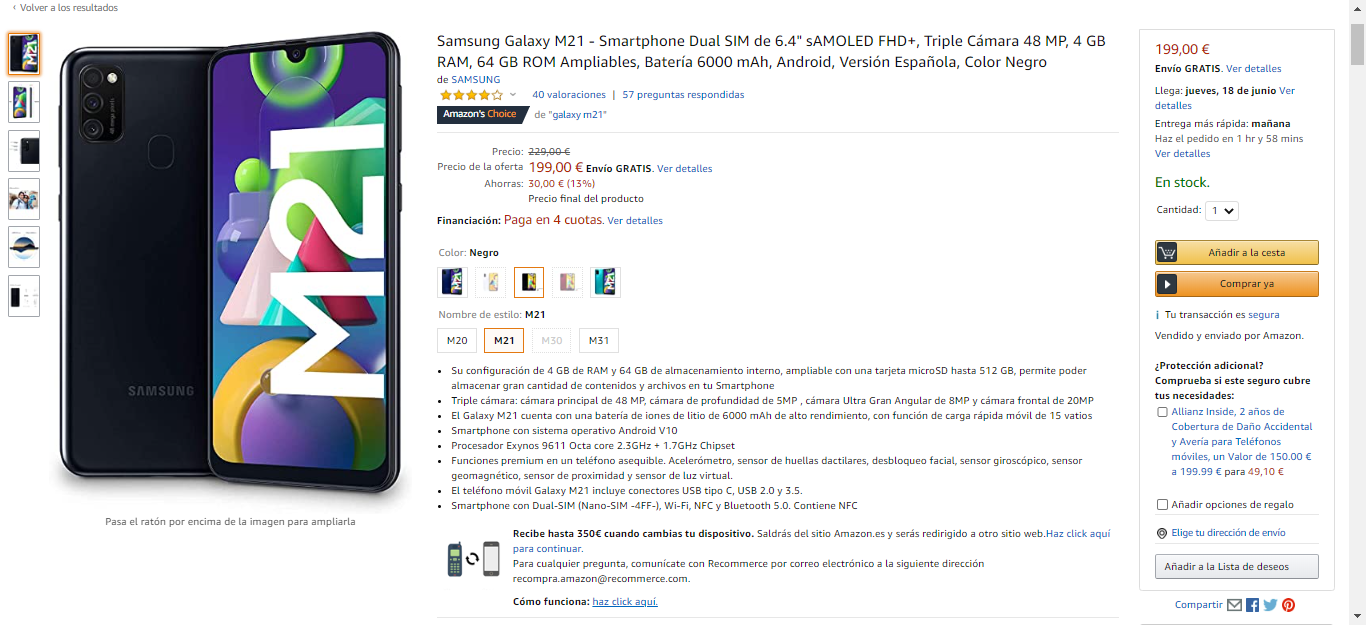 ‹ Volver a los resultados
48 mega pixels
SAMSUNG
M21
Pasa el ratón por encima de la imagen para ampliarla
Samsung Galaxy M21 - Smartphone Dual SIM de 6.4" sAMOLED FHD+, Triple Cámara 48 MP, 4 GB
RAM, 64 GB ROM Ampliables, Batería 6000 mAh, Android, Versión Española, Color Negro
de SAMSUNG
40 valoraciones | 57 preguntas respondidas
Amazon's Choice de "galaxy m21"
Precio: 229,00 €
Precio de la oferta 199,00 € Envío GRATIS. Ver detalles
Ahorras: 30,00 € (13%)
Precio final del producto
Financiación: Paga en 4 cuotas. Ver detalles
Color: Negro
Nombre de estilo: M21
M20 M21 M30 M31
• Su configuración de 4 GB de RAM y 64 GB de almacenamiento interno, ampliable con una tarjeta microSD hasta 512 GB, permite poder
almacenar gran cantidad de contenidos y archivos en tu Smartphone
• Triple cámara: cámara principal de 48 MP, cámara de profundidad de 5MP , cámara Ultra Gran Angular de 8MP y cámara frontal de 20MP
• El Galaxy M21 cuenta con una batería de iones de litio de 6000 mAh de alto rendimiento, con función de carga rápida móvil de 15 vatios
• Smartphone con sistema operativo Android V10
• Procesador Exynos 9611 Octa core 2.3GHz + 1.7GHz Chipset
• Funciones premium en un teléfono asequible. Acelerómetro, sensor de huellas dactilares, desbloqueo facial, sensor giroscópico, sensor
geomagnético, sensor de proximidad y sensor de luz virtual.
• El teléfono móvil Galaxy M21 incluye conectores USB tipo C, USB 2.0 y 3.5.
• Smartphone con Dual-SIM (Nano-SIM -4FF-), Wi-Fi, NFC y Bluetooth 5.0. Contiene NFC
Recibe hasta 350€ cuando cambias tu dispositivo. Saldrás del sitio Amazon.es y serás redirigido a otro sitio web.Haz click aquí
para continuar.
Para cualquier pregunta, comunícate con Recommerce por correo electrónico a la siguiente dirección
recompra.amazon@recommerce.com.
Cómo funciona: haz click aquí.
199,00 €
Envío GRATIS. Ver detalles
Llega: jueves, 18 de junio Ver
detalles
Entrega más rápida: mañana
Haz el pedido en 1 hr y 58 mins
Ver detalles
En stock.
Cantidad: 1
Añadir a la cesta
Comprar ya
Tu transacción es segura
Vendido y enviado por Amazon.
¿Protección adicional?
Comprueba si este seguro cubre
tus necesidades:
Allianz Inside, 2 años de
Cobertura de Daño Accidental
y Avería para Teléfonos
móviles, un Valor de 150.00 €
a 199.99 € para 49,10 €
Añadir opciones de regalo
Elige tu dirección de envío
Añadir a la Lista de deseos
Compartir